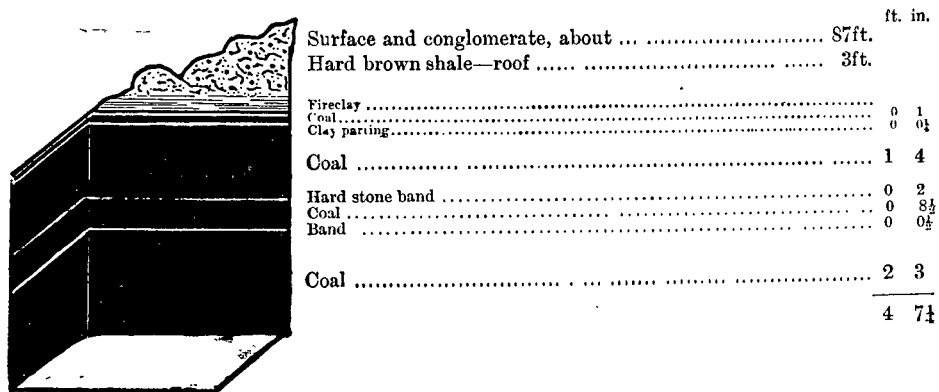 ft. in.
Surface and conglomerate, about ... ........................... 87ft.
Hard brown shale—roof ...... ........ ........................... 3ft.
Fireclay ........................................................................
Coal........................................................................ 0 1
Clay parting........................................................................ 0 0¼
Coal ........................................................................ 1 4
Hard stone band ........................................................................ 0 2
Coal ........................................................................ 0 8½
Band ........................................................................ 0 0½
Coal ........................................................................ 2 3
4 7¼